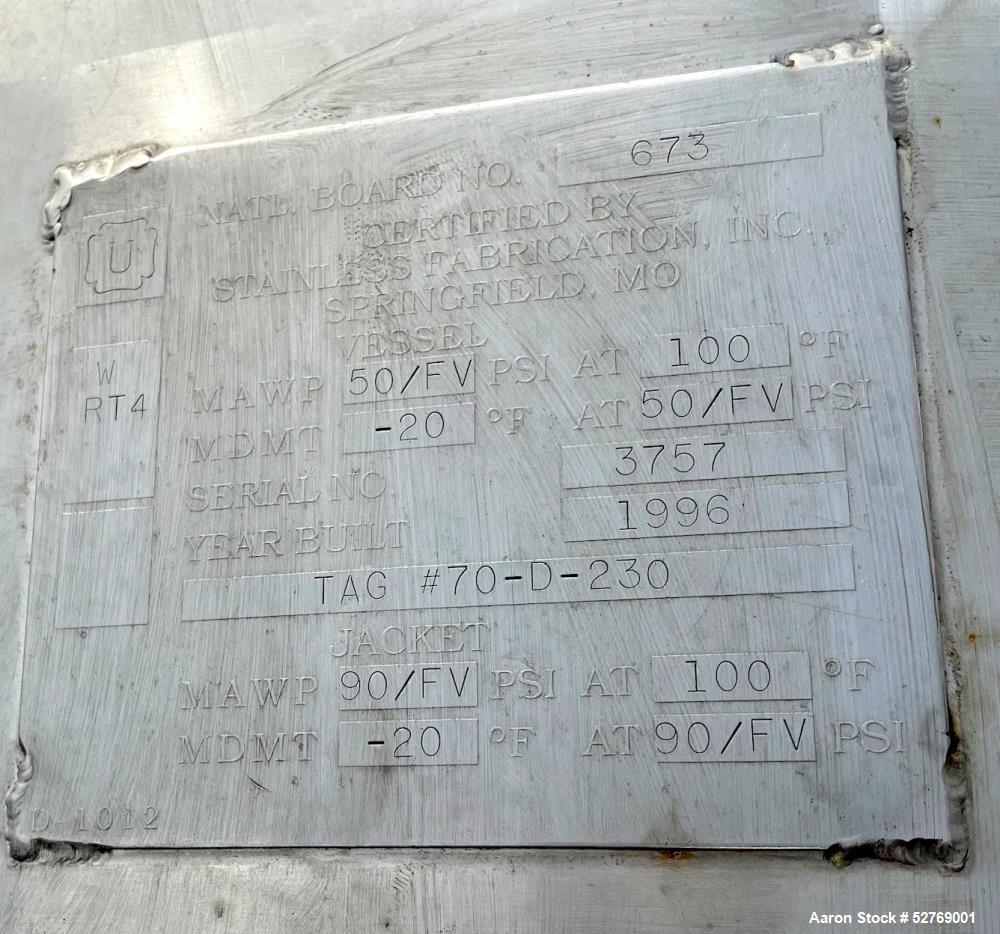 NATL. BOARD NO. 673
CERTIFIED BY
STAINLESS FABRICATION, INC.
SPRINGFIELD, MO
U
W
RT4
VESSEL
MAWP 50/FV PSI AT 100 °F
MDMT -20 °F AT 50/FV PSI
SERIAL NO. 3757
YEAR BUILT 1996
TAG #70-D-230
JACKET
MAWP 90/FV PSI AT 100 °F
MDMT -20 °F AT 90/FV PSI
D-1012
Aaron Stock # 52769001